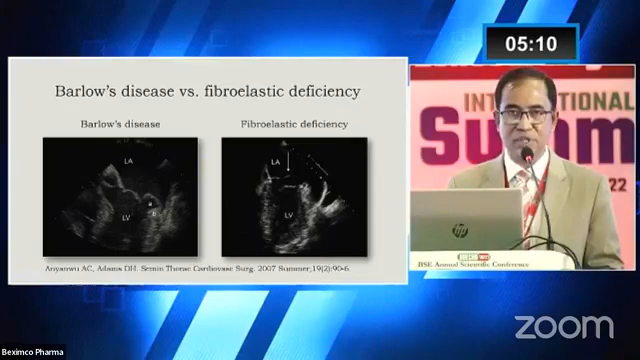 05:10
Barlow's disease vs. fibroelastic deficiency
Barlow's disease
Fibroelastic deficiency
LA
LV
LA
LV
Anyanwu AC, Adams DH. Semin Thorac Cardiovasc Surg. 2007 Summer;19(2):90-6.
INT
NATIONAL
Summ
22
hp
BSE Annual Scientific Conference
Beximco Pharma
zoom